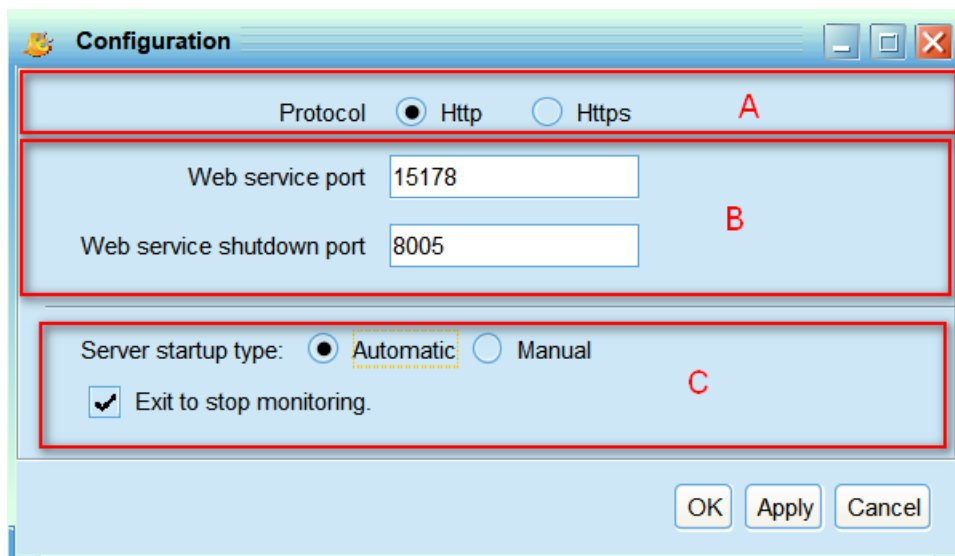 Configuration
Protocol Http Https A
Web service port 15178
B
Web service shutdown port 8005
Server startup type: Automatic Manual
C
Exit to stop monitoring.
OK Apply Cancel